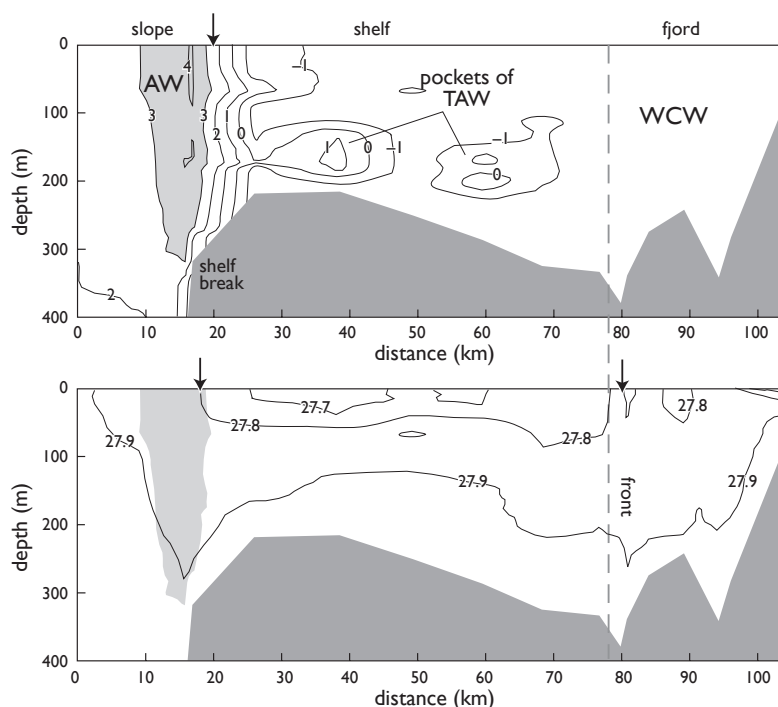 slope shelf fjord
0
100
200
300
400
depth (m)
AW
4
3
3
2
1
0
−1
pockets of
TAW
1
0
−1
−1
0
WCW
shelf
break
2
0 10 20 30 40 50 60 70 80 90 100
distance (km)
0
100
200
300
400
depth (m)
27.9
27.8
27.7
27.8
27.8
27.9
27.9
front
0 10 20 30 40 50 60 70 80 90 100
distance (km)